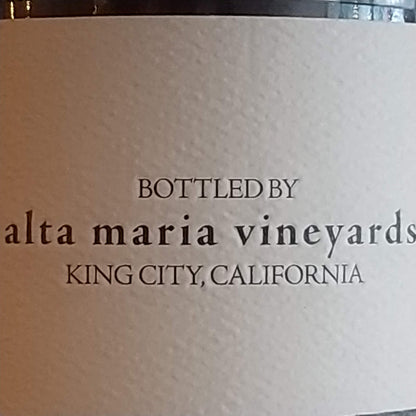 BOTTLED BY
alta maria vineyards
KING CITY, CALIFORNIA